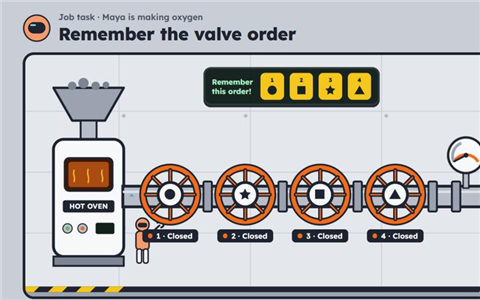 Job task · Maya is making oxygen
Remember the valve order
Remember
this order!
1 2 3 4
HOT OVEN
1 · Closed
2 · Closed
3 · Closed
4 · Closed